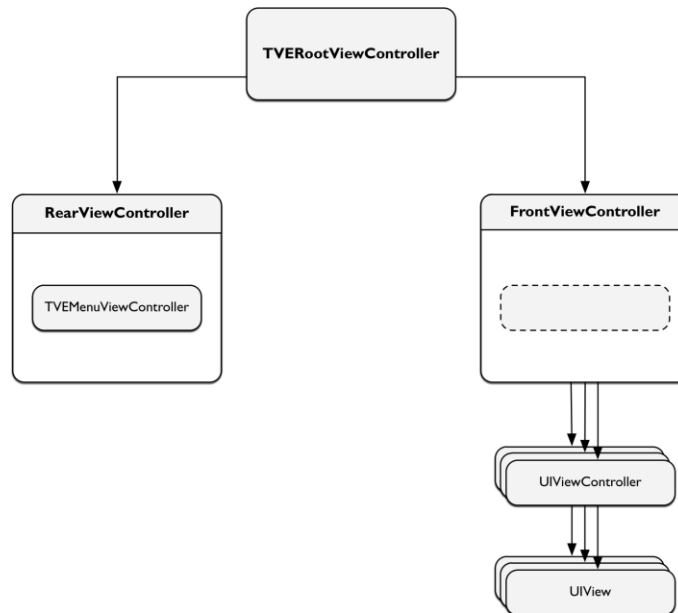 TVERootViewController
RearViewController
FrontViewController
TVEMenuViewController
UIViewController
UIView